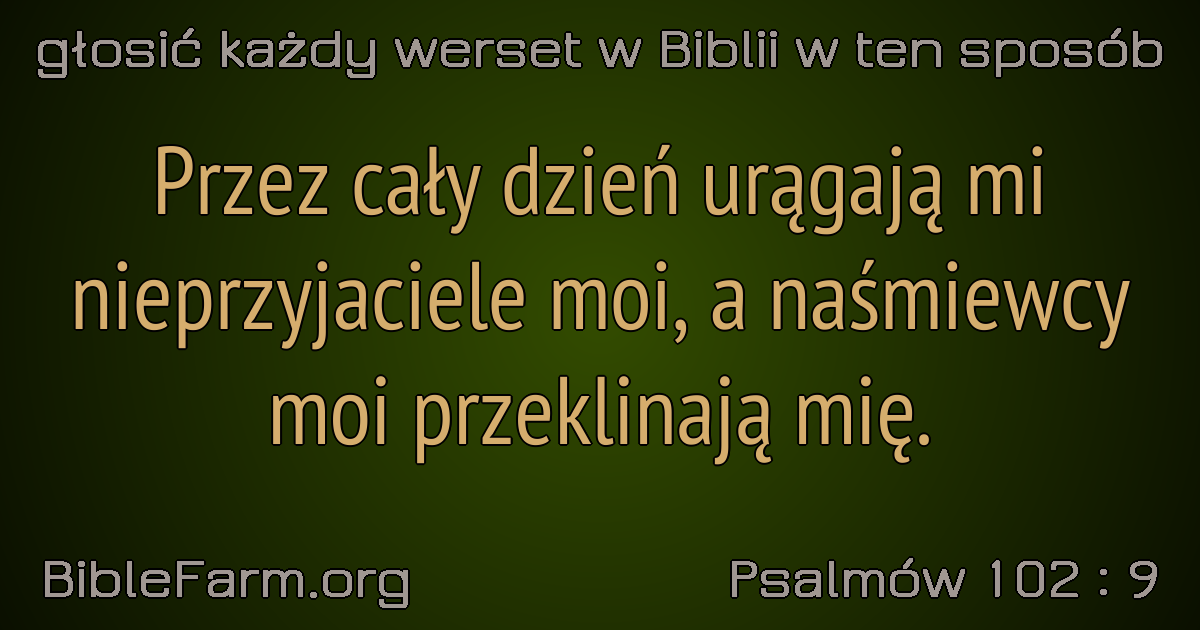 głosić każdy werset w Biblii w ten sposób
Przez cały dzień urągają mi
nieprzyjaciele moi, a naśmiewcy
moi przeklinają mię.
BibleFarm.org
Psalmów 102 : 9